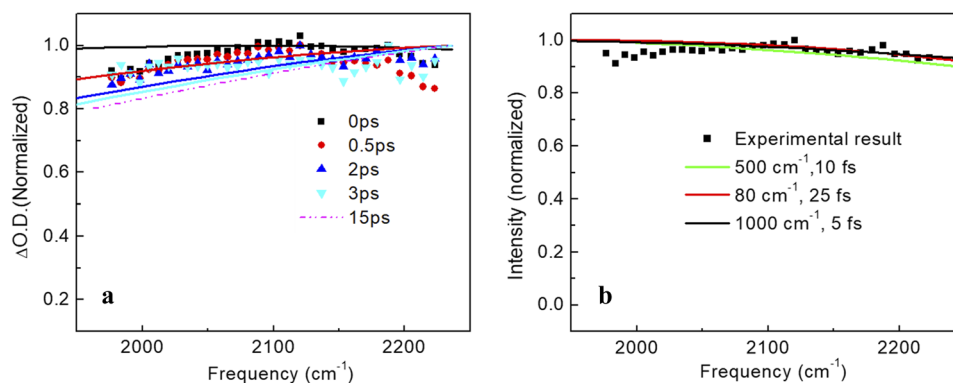 1.0
0.8
0.6
0.4
0.2
ΔO.D.(Normalized)
0ps
0.5ps
2ps
3ps
15ps
a
2000 2100 2200
Frequency (cm⁻¹)
1.0
0.8
0.6
0.4
0.2
0.0
Intensity (normalized)
Experimental result
500 cm⁻¹,10 fs
80 cm⁻¹, 25 fs
1000 cm⁻¹, 5 fs
b
2000 2100 2200
Frequency (cm⁻¹)